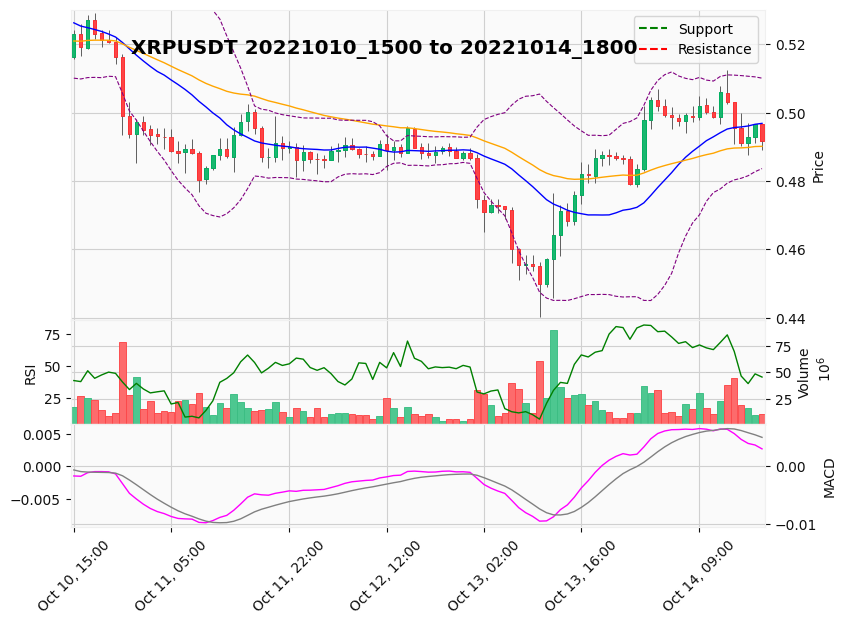 XRPUSDT 20221010_1500 to 20221014_1800
Support
Resistance
0.52
0.50
0.48
0.46
0.44
Price
75
50
25
RSI
75
50
25
Volume
10^6
0.005
0.000
−0.005
0.00
−0.01
MACD
Oct 10, 15:00
Oct 11, 05:00
Oct 11, 22:00
Oct 12, 12:00
Oct 13, 02:00
Oct 13, 16:00
Oct 14, 09:00